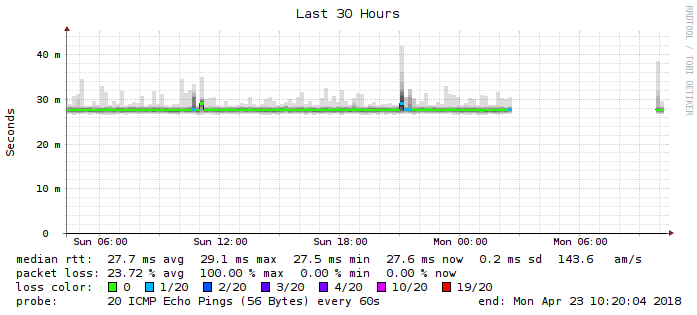 Last 30 Hours
RRDTOOL / TOBI OETIKER
Seconds
40 m
30 m
20 m
10 m
0
Sun 06:00 Sun 12:00 Sun 18:00 Mon 00:00 Mon 06:00
median rtt: 27.7 ms avg 29.1 ms max 27.5 ms min 27.6 ms now 0.2 ms sd 143.6 am/s
packet loss: 23.72 % avg 100.00 % max 0.00 % min 0.00 % now
loss color: 0 1/20 2/20 3/20 4/20 10/20 19/20
probe: 20 ICMP Echo Pings (56 Bytes) every 60s end: Mon Apr 23 10:20:04 2018